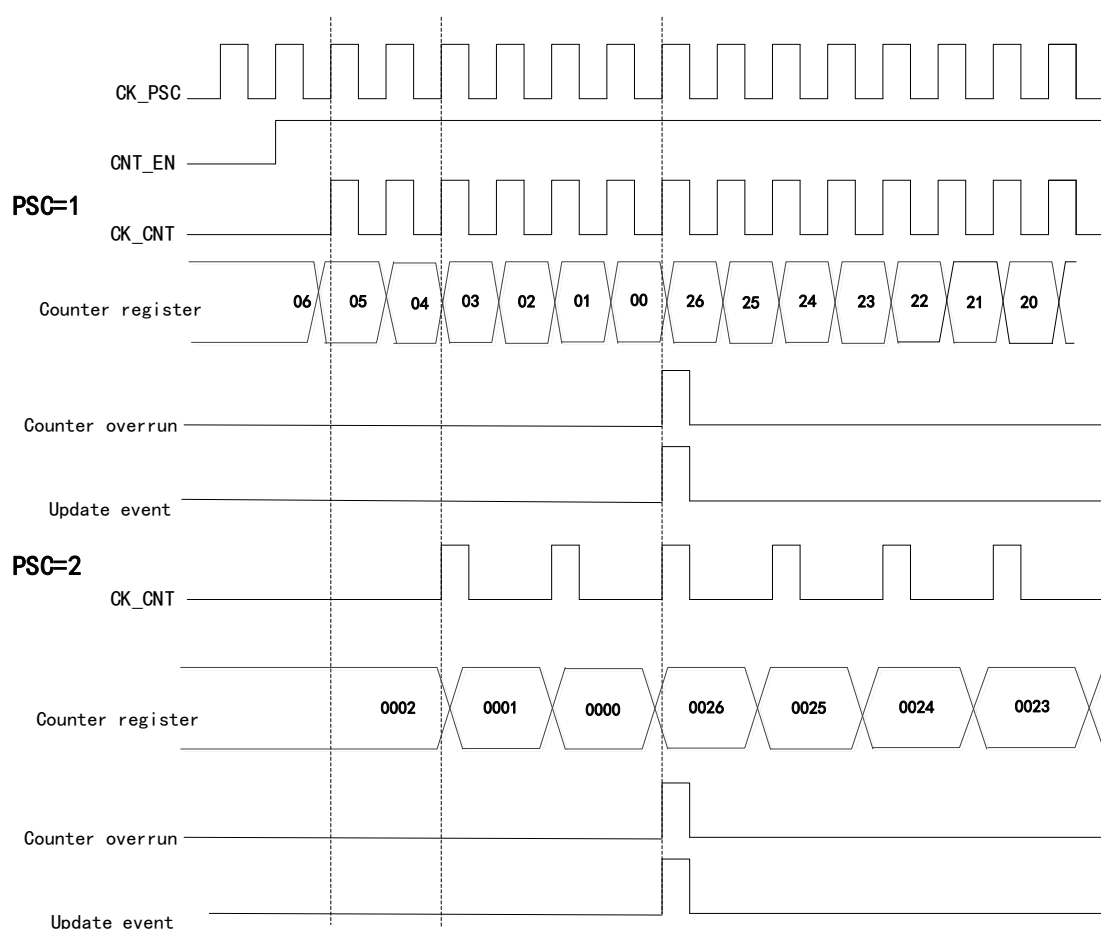 CK_PSC
CNT_EN
PSC=1
CK_CNT
Counter register 06 05 04 03 02 01 00 26 25 24 23 22 21 20
Counter overrun
Update event
PSC=2
CK_CNT
Counter register 0002 0001 0000 0026 0025 0024 0023
Counter overrun
Update event